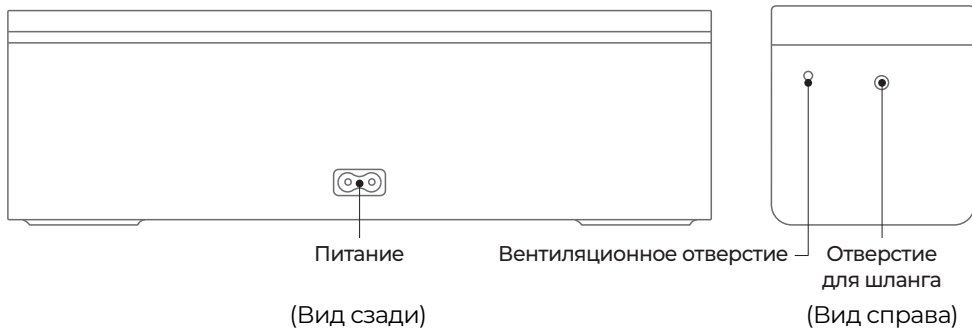 Питание
Вентиляционное отверстие
Отверстие
для шланга
(Вид сзади)
(Вид справа)